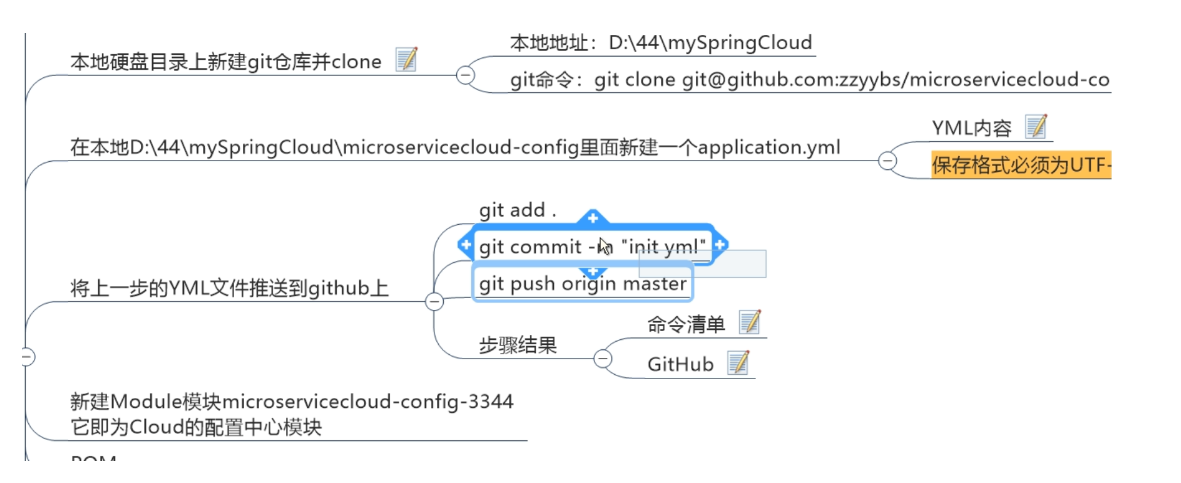 本地硬盘目录上新建git仓库并clone
本地地址：D:\44\mySpringCloud
git命令：git clone git@github.com:zzyybs/microservicecloud-co
在本地D:\44\mySpringCloud\microservicecloud-config里面新建一个application.yml
YML内容
保存格式必须为UTF-
将上一步的YML文件推送到github上
git add .
git commit - "init yml"
git push origin master
步骤结果
命令清单
GitHub
新建Module模块microservicecloud-config-3344
它即为Cloud的配置中心模块
POM